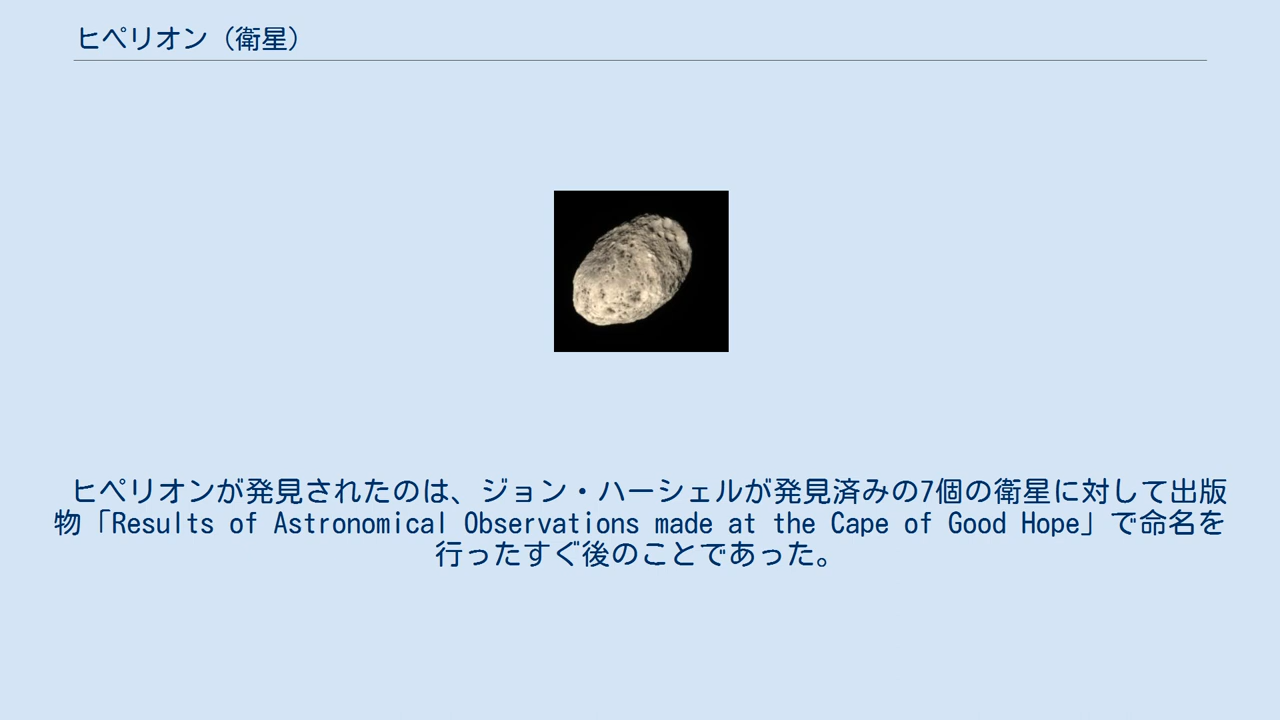 ヒペリオン（衛星）
ヒペリオンが発見されたのは、ジョン・ハーシェルが発見済みの7個の衛星に対して出版
物「Results of Astronomical Observations made at the Cape of Good Hope」で命名を
行ったすぐ後のことであった。